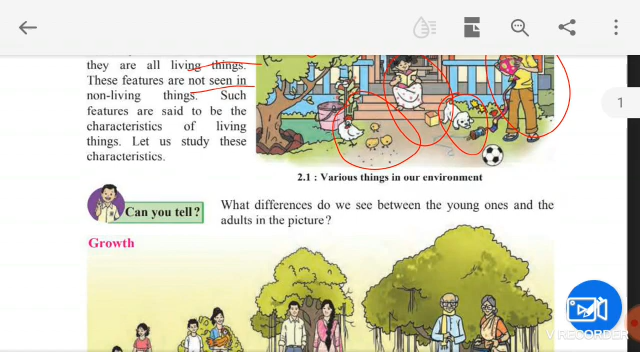 they are all living things.
These features are not seen in
non-living things. Such
features are said to be the
characteristics of living
things. Let us study these
characteristics.
2.1 : Various things in our environment
Can you tell?
What differences do we see between the young ones and the
adults in the picture?
Growth
1
V RECORDER